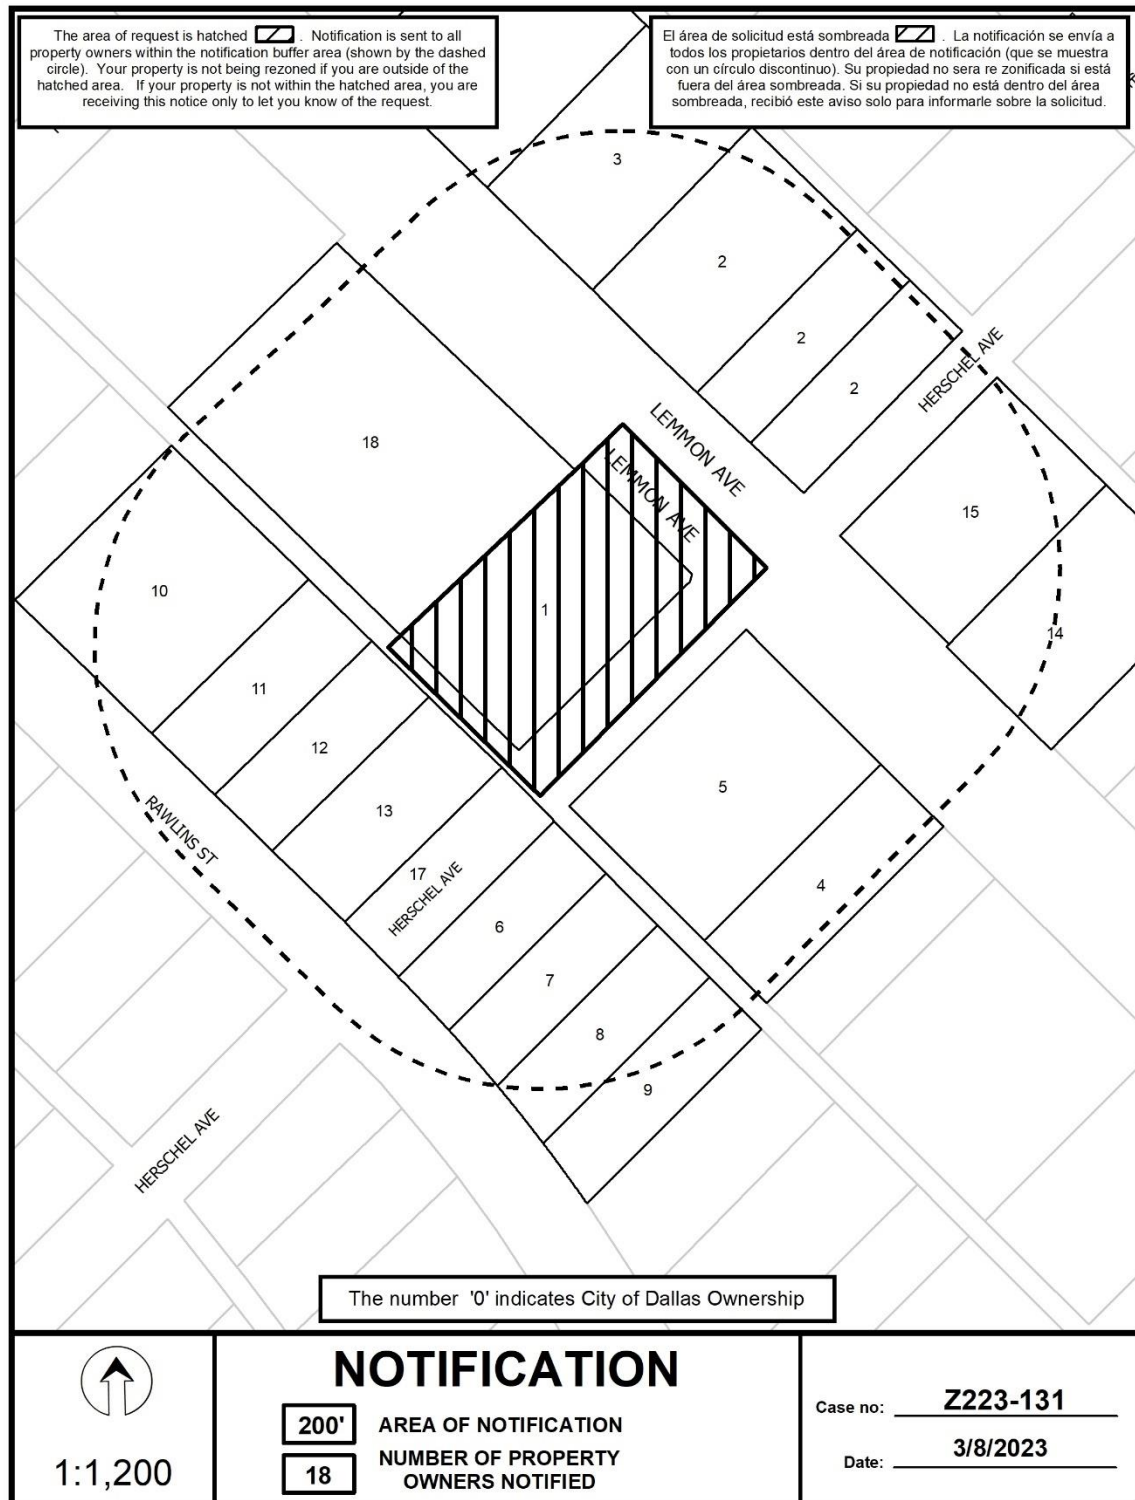 The area of request is hatched . Notification is sent to all
property owners within the notification buffer area (shown by the dashed
circle). Your property is not being rezoned if you are outside of the
hatched area. If your property is not within the hatched area, you are
receiving this notice only to let you know of the request.
El área de solicitud está sombreada . La notificación se envía a
todos los propietarios dentro del área de notificación (que se muestra
con un círculo discontinuo). Su propiedad no sera re zonificada si está
fuera del área sombreada. Si su propiedad no está dentro del área
sombreada, recibió este aviso solo para informarle sobre la solicitud.
3
2
2
2
HERSCHEL AVE
LEMMON AVE
LEMMON AVE
18
15
14
10
1
11
12
13
5
4
RAWLINS ST
17
HERSCHEL AVE
6
7
8
9
HERSCHEL AVE
The number '0' indicates City of Dallas Ownership
1:1,200
NOTIFICATION
200' AREA OF NOTIFICATION
18 NUMBER OF PROPERTY
OWNERS NOTIFIED
Case no: Z223-131
Date: 3/8/2023